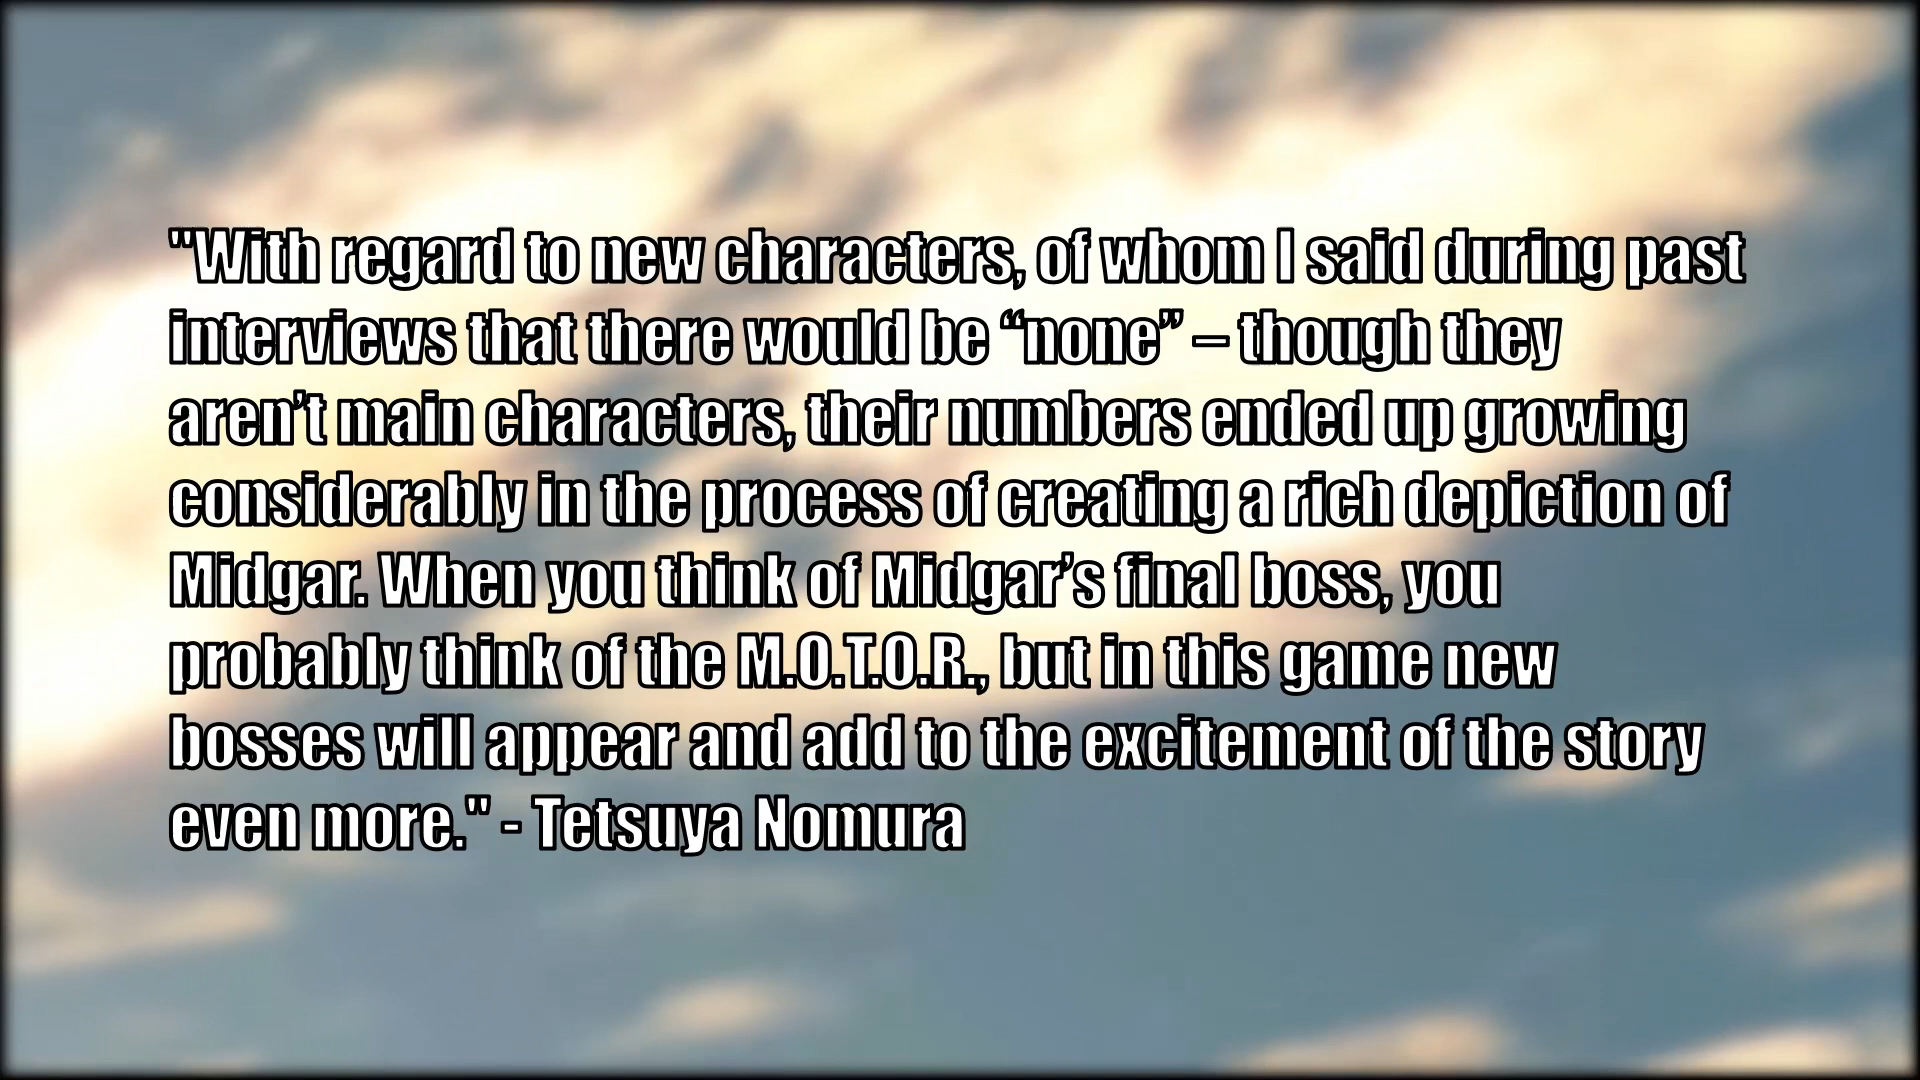 "With regard to new characters, of whom I said during past
interviews that there would be “none” – though they
aren’t main characters, their numbers ended up growing
considerably in the process of creating a rich depiction of
Midgar. When you think of Midgar’s final boss, you
probably think of the M.O.T.O.R., but in this game new
bosses will appear and add to the excitement of the story
even more." - Tetsuya Nomura